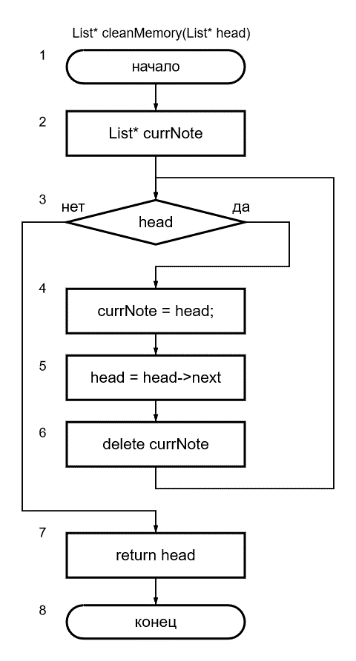 List* cleanMemory(List* head)
1
начало
2
List* currNote
3
нет
да
head
4
currNote = head;
5
head = head->next
6
delete currNote
7
return head
8
конец